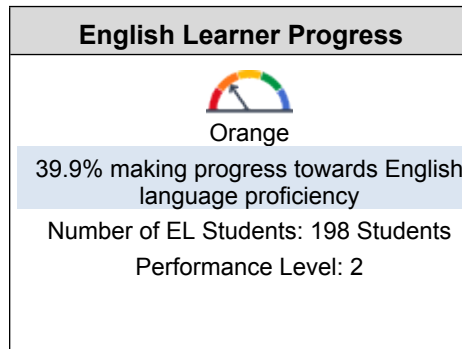 English Learner Progress
Orange
39.9% making progress towards English
language proficiency
Number of EL Students: 198 Students
Performance Level: 2